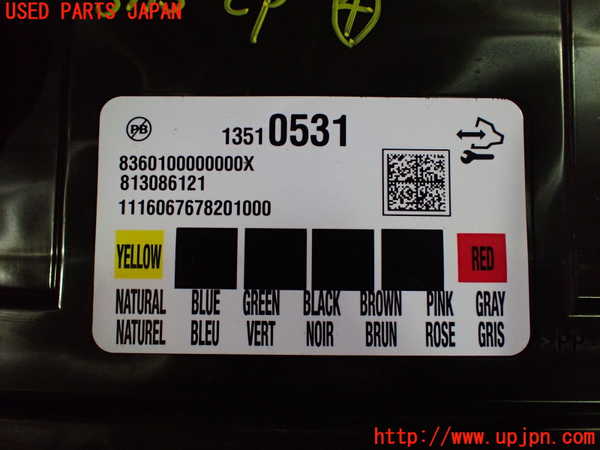 USED PARTS JAPAN
Pb
1351 0531
8360100000000X
813086121
1116067678201000
YELLOW RED
NATURAL BLUE GREEN BLACK BROWN PINK GRAY
NATUREL BLEU VERT NOIR BRUN ROSE GRIS
>PP
http://www.upjpn.com/